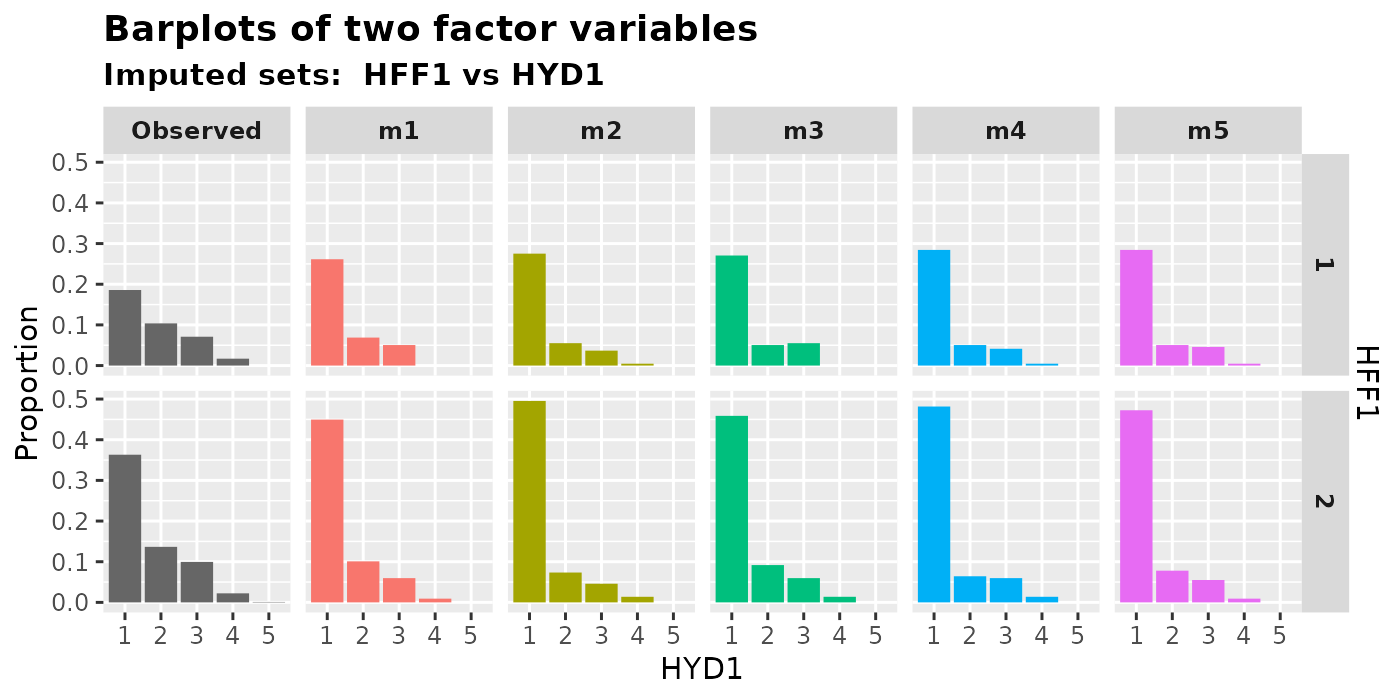 Barplots of two factor variables
Imputed sets:  HFF1 vs HYD1
Observed m1 m2 m3 m4 m5
0.5
0.4
0.3
0.2
0.1
0.0
1
0.5
0.4
0.3
0.2
0.1
0.0
2
Proportion
HFF1
1 2 3 4 5 1 2 3 4 5 1 2 3 4 5 1 2 3 4 5 1 2 3 4 5 1 2 3 4 5
HYD1